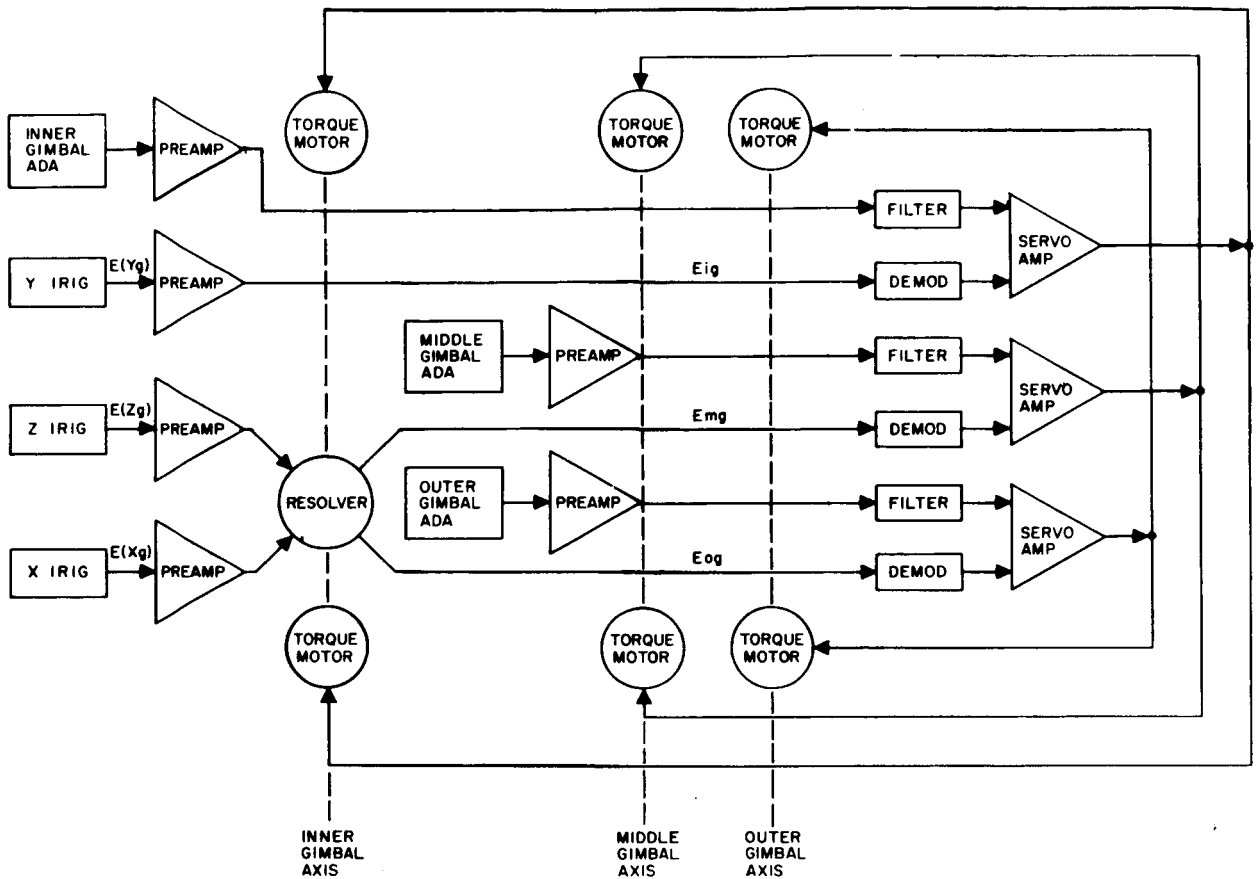 TORQUE
MOTOR
TORQUE
MOTOR
TORQUE
MOTOR
INNER
GIMBAL
ADA
PREAMP
FILTER
SERVO
AMP
Y IRIG
E(Yg)
PREAMP
Eig
DEMOD
MIDDLE
GIMBAL
ADA
PREAMP
FILTER
SERVO
AMP
Z IRIG
E(Zg)
PREAMP
Emg
DEMOD
RESOLVER
OUTER
GIMBAL
ADA
PREAMP
FILTER
SERVO
AMP
X IRIG
E(Xg)
PREAMP
Eog
DEMOD
TORQUE
MOTOR
TORQUE
MOTOR
TORQUE
MOTOR
INNER
GIMBAL
AXIS
MIDDLE
GIMBAL
AXIS
OUTER
GIMBAL
AXIS